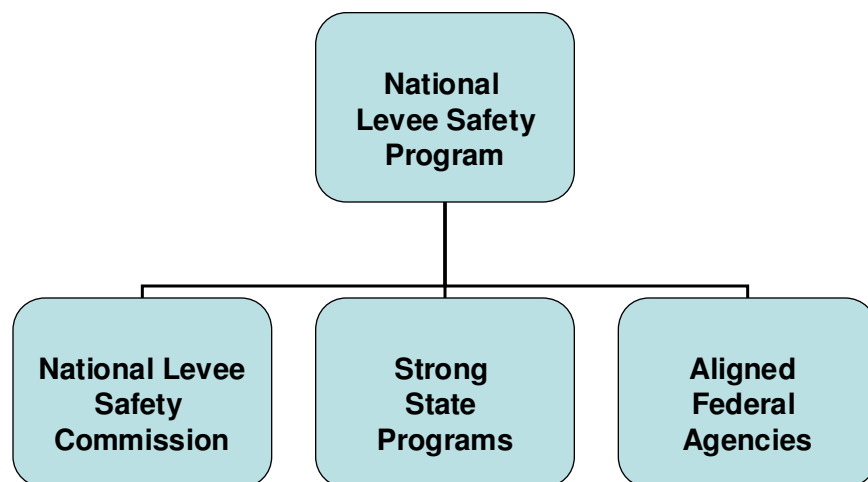 National
Levee Safety
Program
National Levee
Safety
Commission
Strong
State
Programs
Aligned
Federal
Agencies